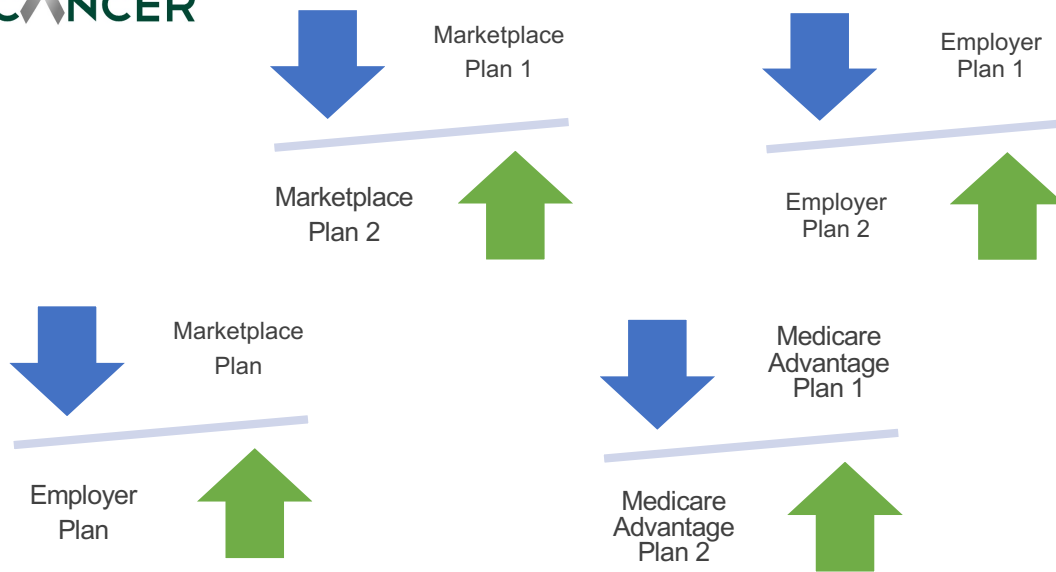 CANCER
Marketplace
Plan 1
Employer
Plan 1
Marketplace
Plan 2
Employer
Plan 2
Marketplace
Plan
Medicare
Advantage
Plan 1
Employer
Plan
Medicare
Advantage
Plan 2